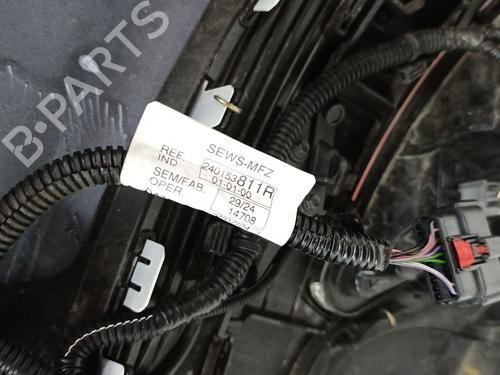 B-PARTS
SEWS-MFZ
REF. 240153811R
IND 01-01-00
SEM/FAB. 29/24
OPER. 14708